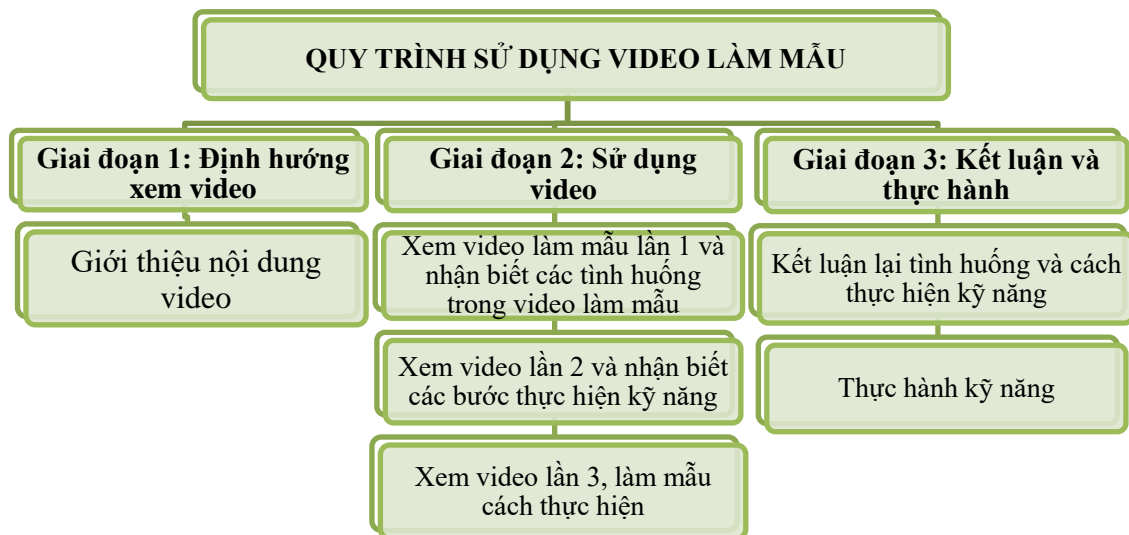 QUY TRÌNH SỬ DỤNG VIDEO LÀM MẪU
Giai đoạn 1: Định hướng
xem video
Giới thiệu nội dung
video
Giai đoạn 2: Sử dụng
video
Xem video làm mẫu lần 1 và
nhận biết các tình huống
trong video làm mẫu
Xem video lần 2 và nhận biết
các bước thực hiện kỹ năng
Xem video lần 3, làm mẫu
cách thực hiện
Giai đoạn 3: Kết luận và
thực hành
Kết luận lại tình huống và cách
thực hiện kỹ năng
Thực hành kỹ năng